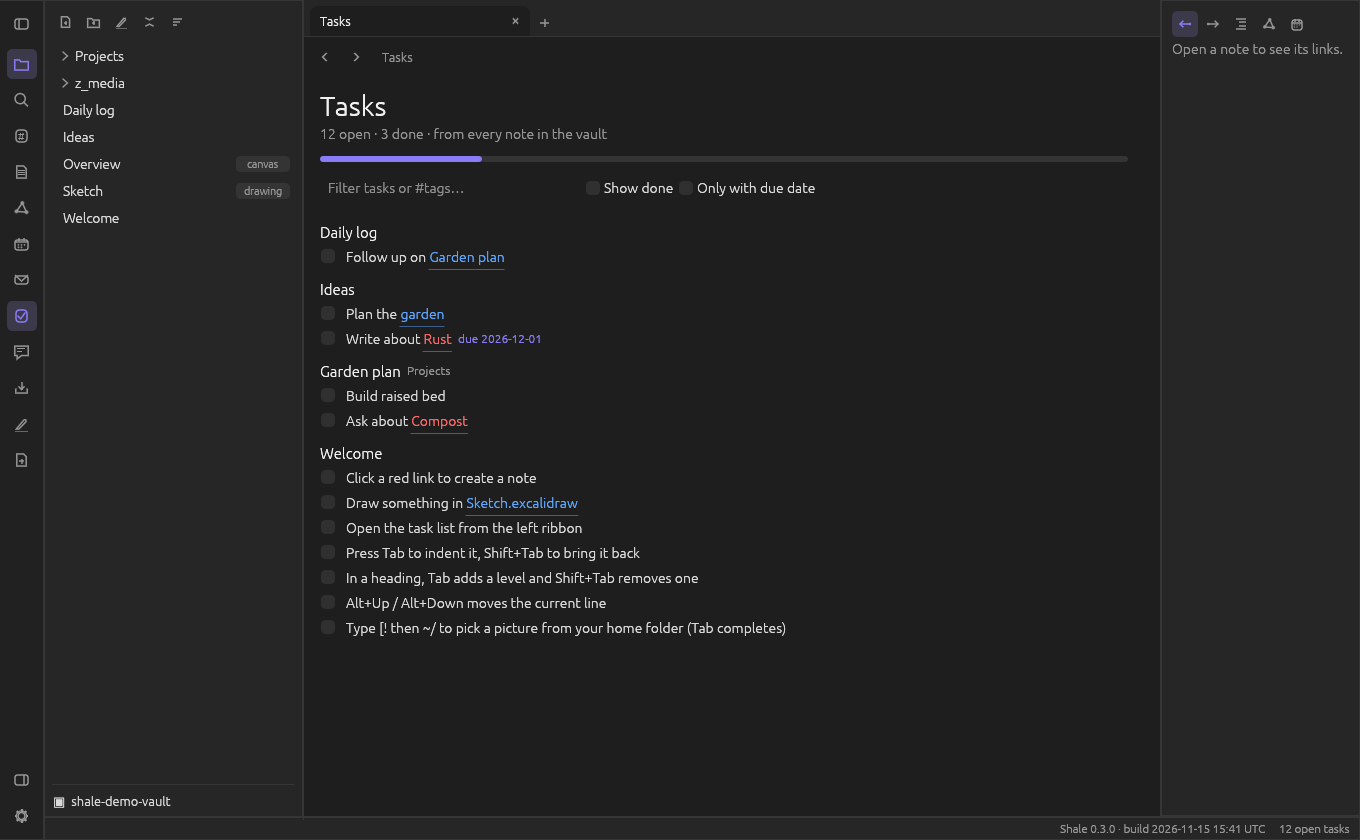 Projects
z_media
Daily log
Ideas
Overview canvas
Sketch drawing
Welcome
shale-demo-vault
Tasks × +
Tasks
Tasks
12 open · 3 done · from every note in the vault
Filter tasks or #tags… Show done Only with due date
Daily log
Follow up on Garden plan
Ideas
Plan the garden
Write about Rust due 2026-12-01
Garden plan Projects
Build raised bed
Ask about Compost
Welcome
Click a red link to create a note
Draw something in Sketch.excalidraw
Open the task list from the left ribbon
Press Tab to indent it, Shift+Tab to bring it back
In a heading, Tab adds a level and Shift+Tab removes one
Alt+Up / Alt+Down moves the current line
Type [! then ~/ to pick a picture from your home folder (Tab completes)
Open a note to see its links.
Shale 0.3.0 · build 2026-11-15 15:41 UTC 12 open tasks